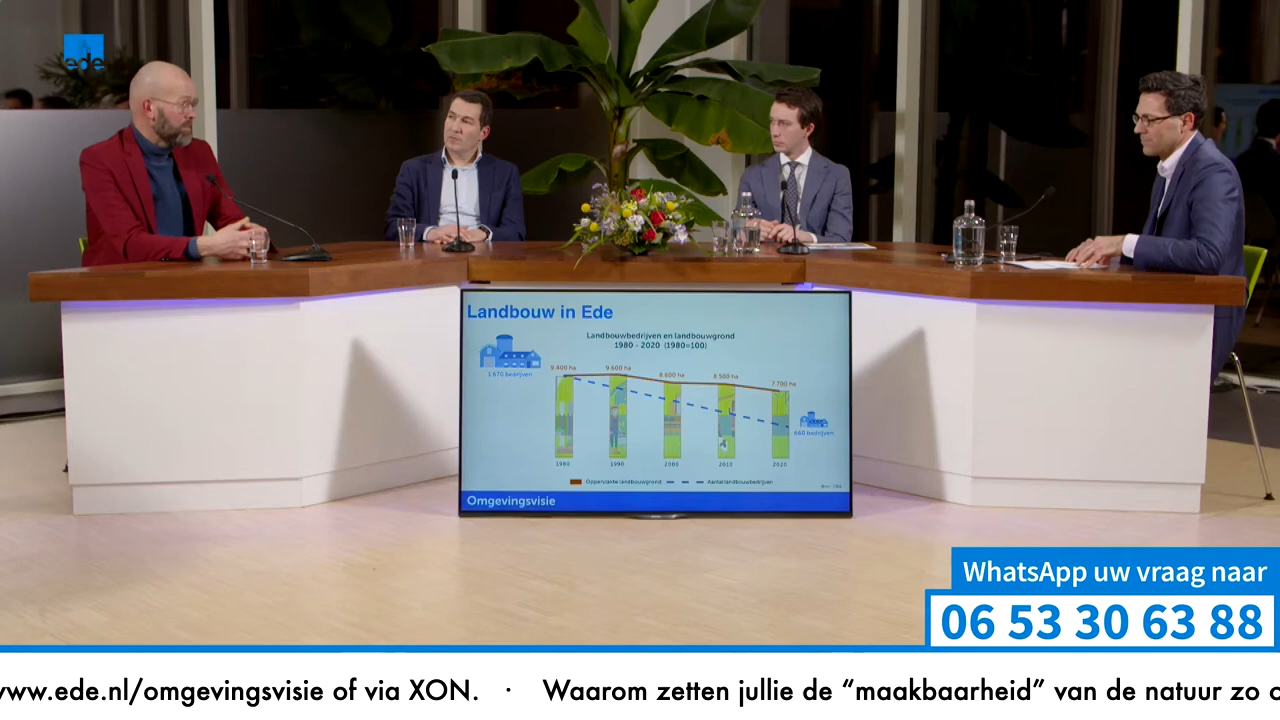 ede
Landbouw in Ede
Landbouwbedrijven en landbouwgrond
1980 - 2020 (1980=100)
1670 bedrijven
9.400 ha
9.600 ha
8.600 ha
8.500 ha
7.700 ha
660 bedrijven
1980
1990
2000
2010
2020
Oppervlakte landbouwgrond
Aantal landbouwbedrijven
Omgevingsvisie
WhatsApp uw vraag naar
06 53 30 63 88
www.ede.nl/omgevingsvisie of via XON. · Waarom zetten jullie de “maakbaarheid” van de natuur zo